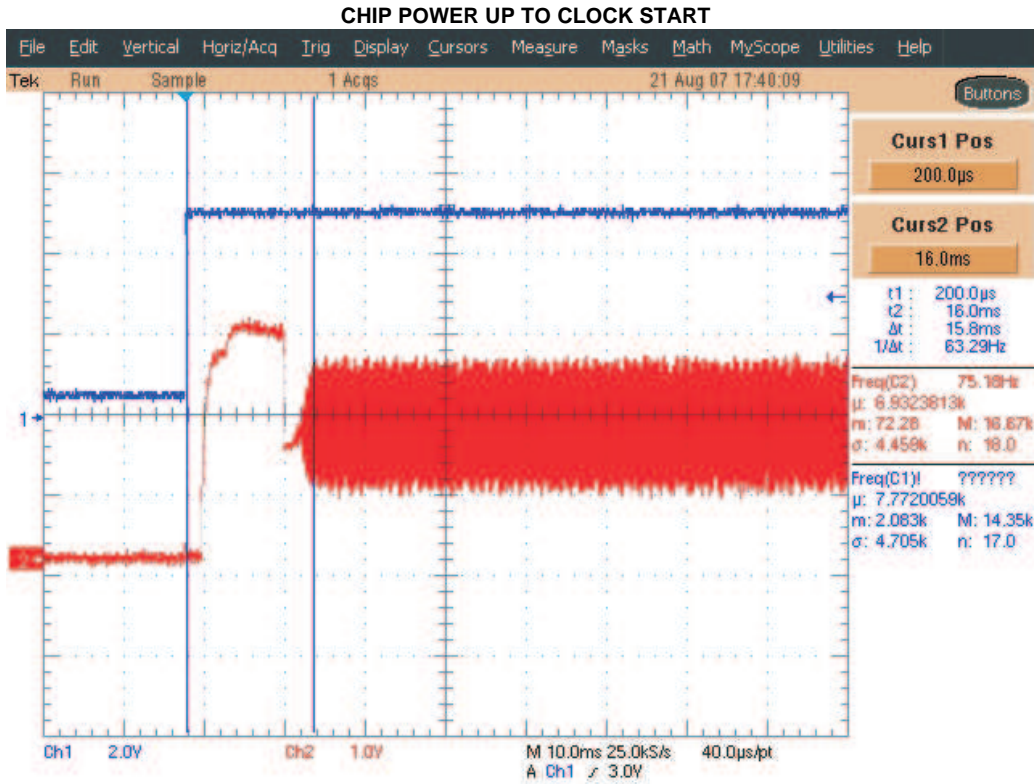 CHIP POWER UP TO CLOCK START
File Edit Vertical Horiz/Acq Trig Display Cursors Measure Masks Math MyScope Utilities Help
Tek Run Sample 1 Acqs 21 Aug 07 17:40:09
Buttons
Curs1 Pos
200.0µs
Curs2 Pos
16.0ms
t1 : 200.0µs
t2 : 16.0ms
Δt : 15.8ms
1/Δt : 63.29Hz
Freq(C2) 75.18Hz
µ: 6.9323813k
m: 72.28 M: 16.67k
σ: 4.459k n: 18.0
Freq(C1)! ??????
µ: 7.7720059k
m: 2.083k M: 14.35k
σ: 4.705k n: 17.0
1
2
Ch1 2.0V Ch2 1.0V M 10.0ms 25.0kS/s 40.0µs/pt
A Ch1 ⌿ 3.0V